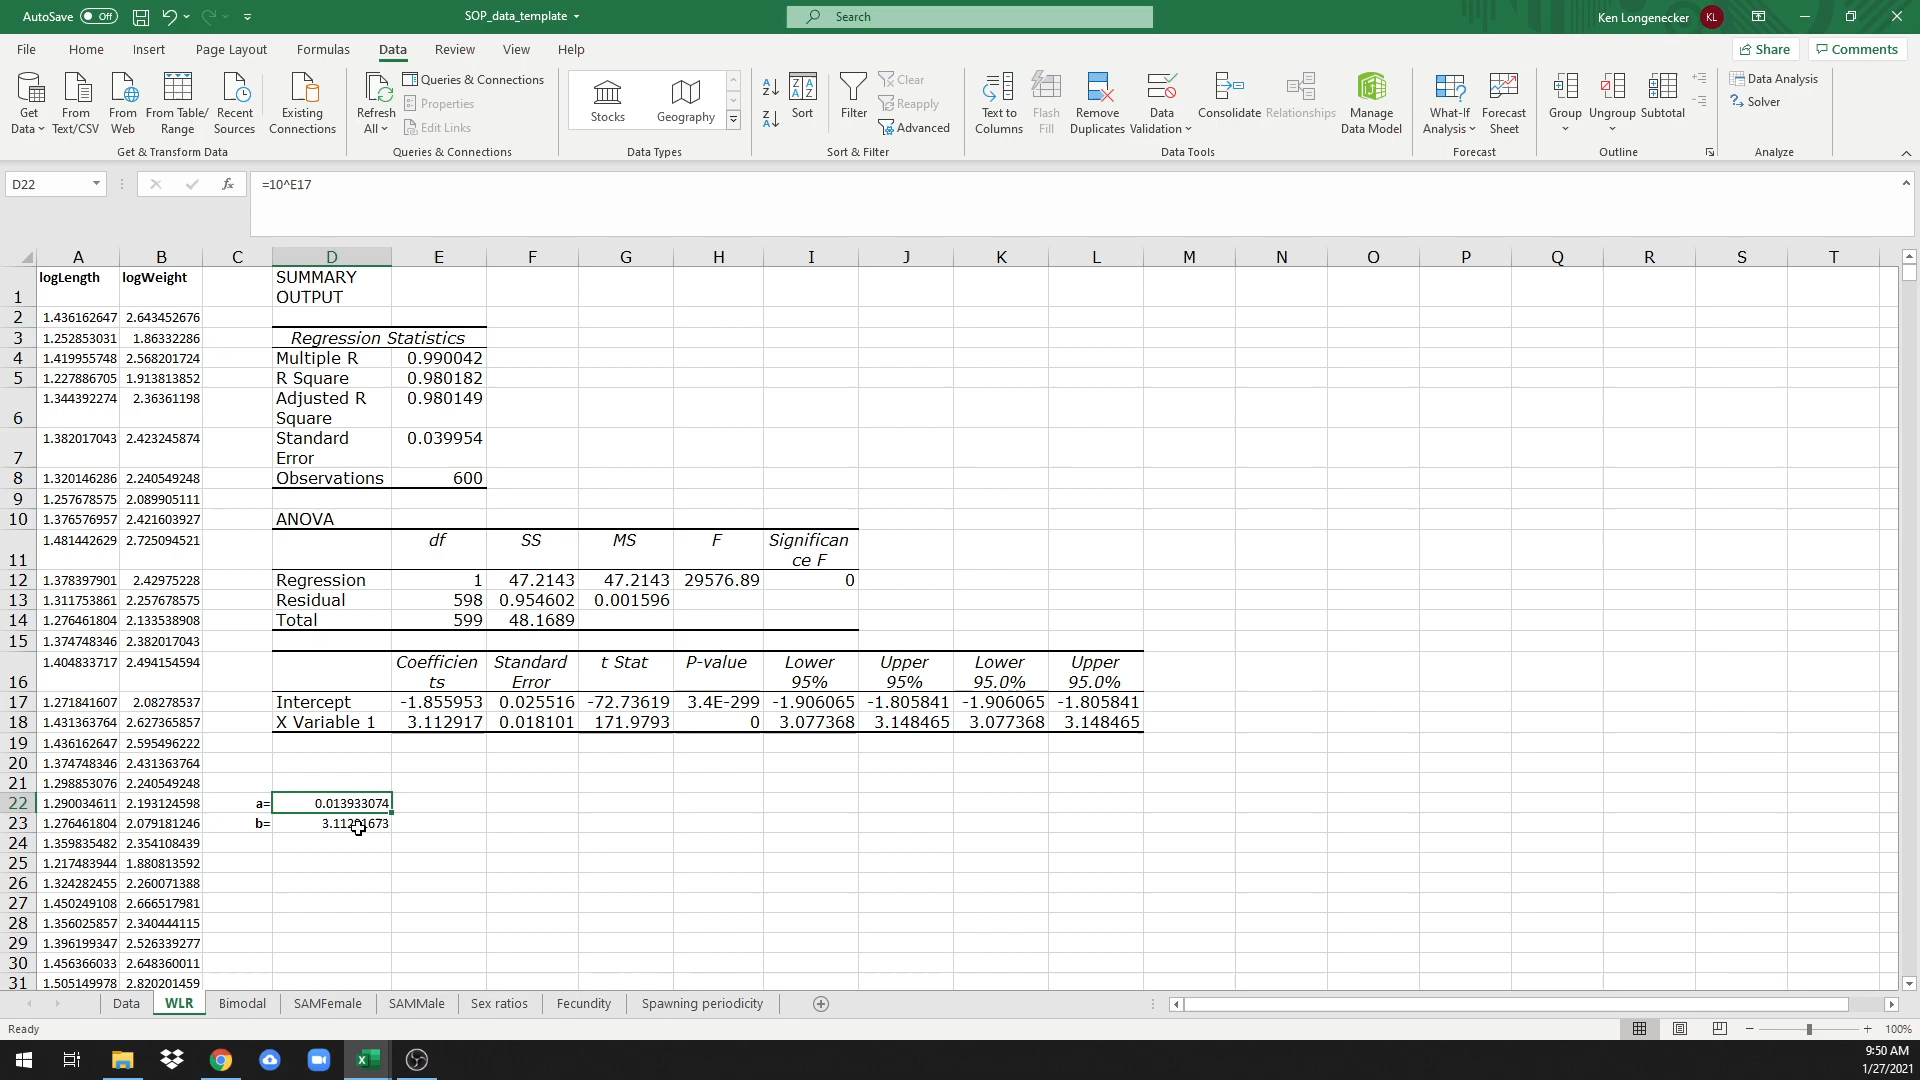 AutoSave Off
SOP_data_template
Search
Ken Longenecker KL
File Home Insert Page Layout Formulas Data Review View Help
Share Comments
Get Data
From Text/CSV
From Web
From Table/ Range
Recent Sources
Existing Connections
Get & Transform Data
Refresh All
Queries & Connections
Properties
Edit Links
Queries & Connections
Stocks
Geography
Data Types
Sort
Filter
Clear
Reapply
Advanced
Sort & Filter
Text to Columns
Flash Fill
Remove Duplicates
Data Validation
Consolidate
Relationships
Manage Data Model
Data Tools
What-If Analysis
Forecast Sheet
Forecast
Group
Ungroup
Subtotal
Outline
Data Analysis
Solver
Analyze
D22 fx =10^E17
A B C D E F G H I J K L M N O P Q R S T
1 logLength logWeight SUMMARY OUTPUT
2 1.436162647 2.643452676
3 1.252853031 1.86332286 Regression Statistics
4 1.419955748 2.568201724 Multiple R 0.990042
5 1.227886705 1.913813852 R Square 0.980182
6 1.344392274 2.36361198 Adjusted R Square 0.980149
7 1.382017043 2.423245874 Standard Error 0.039954
8 1.320146286 2.240549248 Observations 600
9 1.257678575 2.089905111
10 1.376576957 2.421603927 ANOVA
11 1.481442629 2.725094521 df SS MS F Significan ce F
12 1.378397901 2.42975228 Regression 1 47.2143 47.2143 29576.89 0
13 1.311753861 2.257678575 Residual 598 0.954602 0.001596
14 1.276461804 2.133538908 Total 599 48.1689
15 1.374748346 2.382017043
16 1.404833717 2.494154594 Coefficien ts Standard Error t Stat P-value Lower 95% Upper 95% Lower 95.0% Upper 95.0%
17 1.271841607 2.08278537 Intercept -1.855953 0.025516 -72.73619 3.4E-299 -1.906065 -1.805841 -1.906065 -1.805841
18 1.431363764 2.627365857 X Variable 1 3.112917 0.018101 171.9793 0 3.077368 3.148465 3.077368 3.148465
19 1.436162647 2.595496222
20 1.374748346 2.431363764
21 1.298853076 2.240549248
22 1.290034611 2.193124598 a= 0.013933074
23 1.276461804 2.079181246 b=
24 1.359835482 2.354108439
25 1.217483944 1.880813592
26 1.324282455 2.260071388
27 1.450249108 2.666517981
28 1.356025857 2.340444115
29 1.396199347 2.526339277
30 1.456366033 2.648360011
31 1.505149978 2.820201459
Data WLR Bimodal SAMFemale SAMMale Sex ratios Fecundity Spawning periodicity
Ready 100%
9:50 AM
1/27/2021